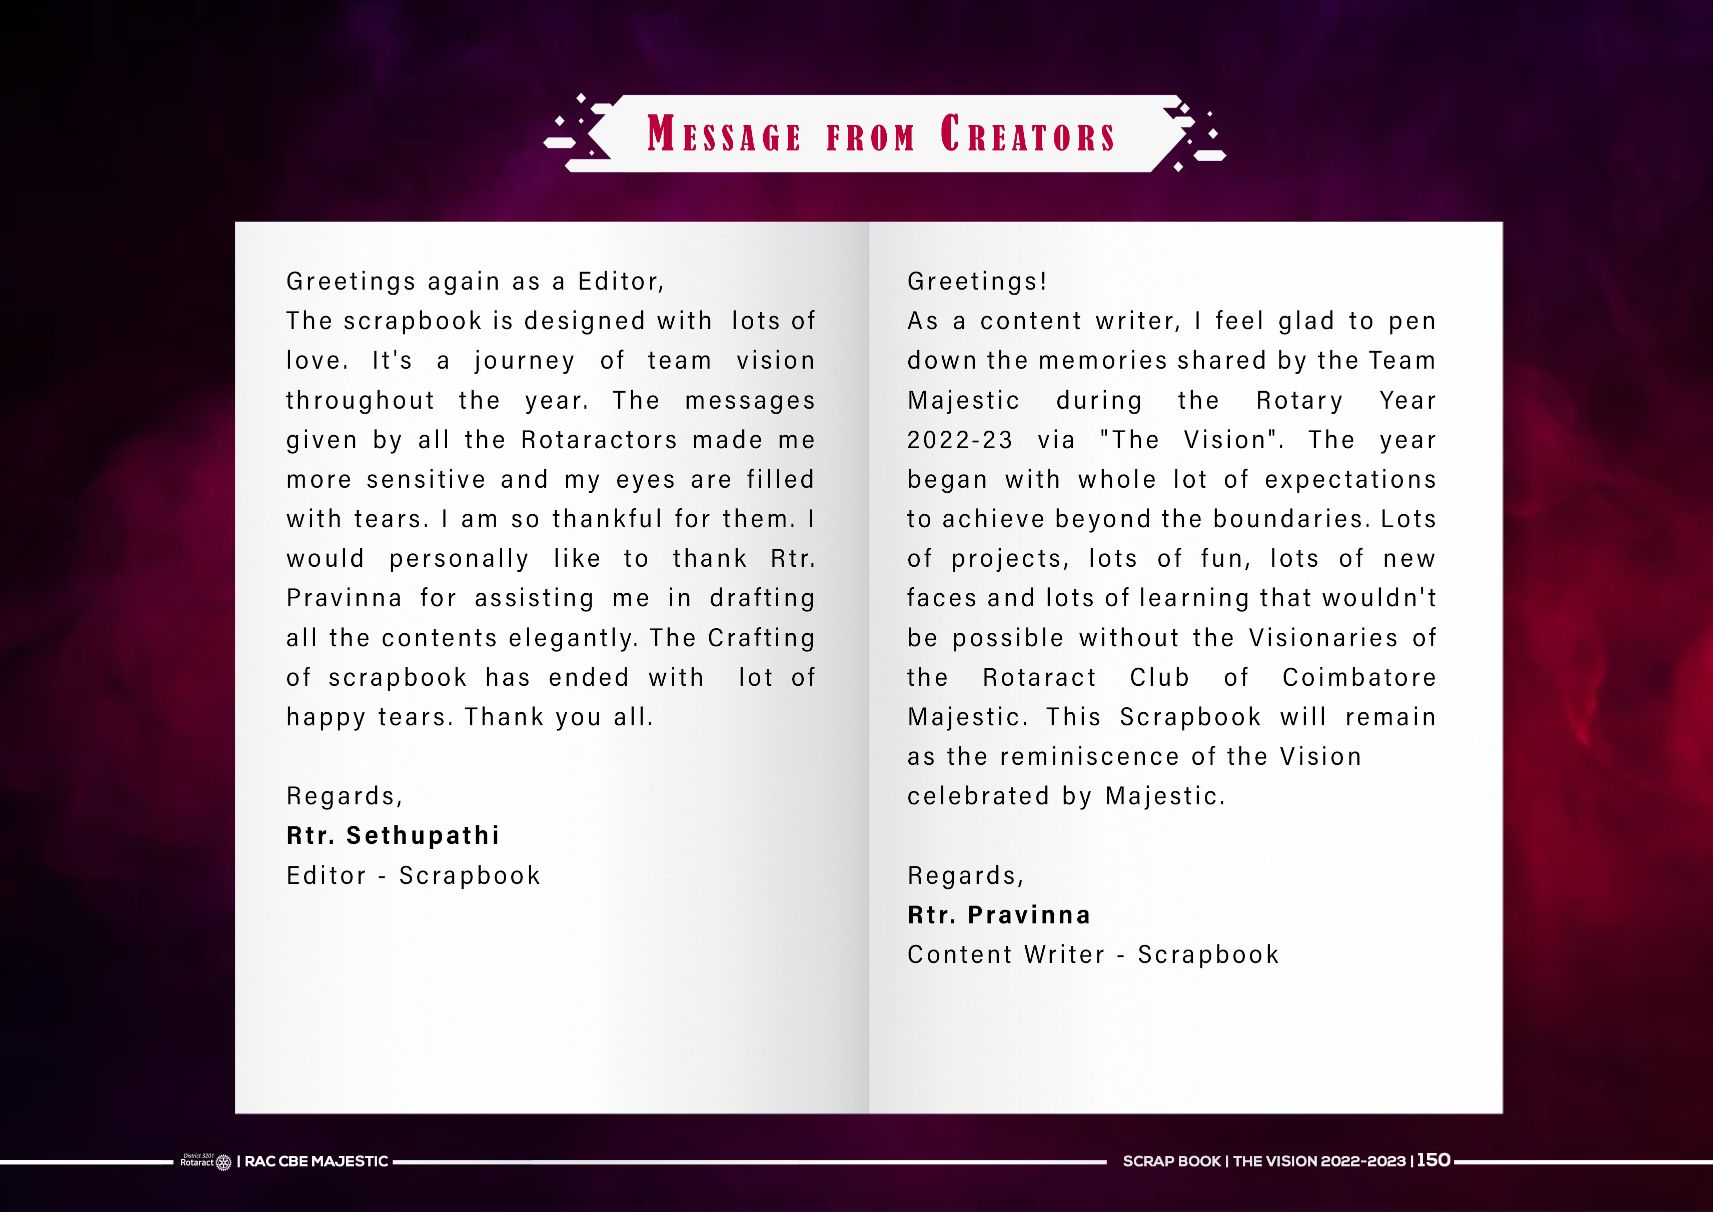 Message from Creators
Greetings again as a Editor,
The scrapbook is designed with lots of
love. It's a journey of team vision
throughout the year. The messages
given by all the Rotaractors made me
more sensitive and my eyes are filled
with tears. I am so thankful for them. I
would personally like to thank Rtr.
Pravinna for assisting me in drafting
all the contents elegantly. The Crafting
of scrapbook has ended with lot of
happy tears. Thank you all.
Regards,
Rtr. Sethupathi
Editor - Scrapbook
Greetings!
As a content writer, I feel glad to pen
down the memories shared by the Team
Majestic during the Rotary Year
2022-23 via "The Vision". The year
began with whole lot of expectations
to achieve beyond the boundaries. Lots
of projects, lots of fun, lots of new
faces and lots of learning that wouldn't
be possible without the Visionaries of
the Rotaract Club of Coimbatore
Majestic. This Scrapbook will remain
as the reminiscence of the Vision
celebrated by Majestic.
Regards,
Rtr. Pravinna
Content Writer - Scrapbook
District 3201
Rotaract | RAC CBE MAJESTIC
SCRAP BOOK | THE VISION 2022-2023 | 150